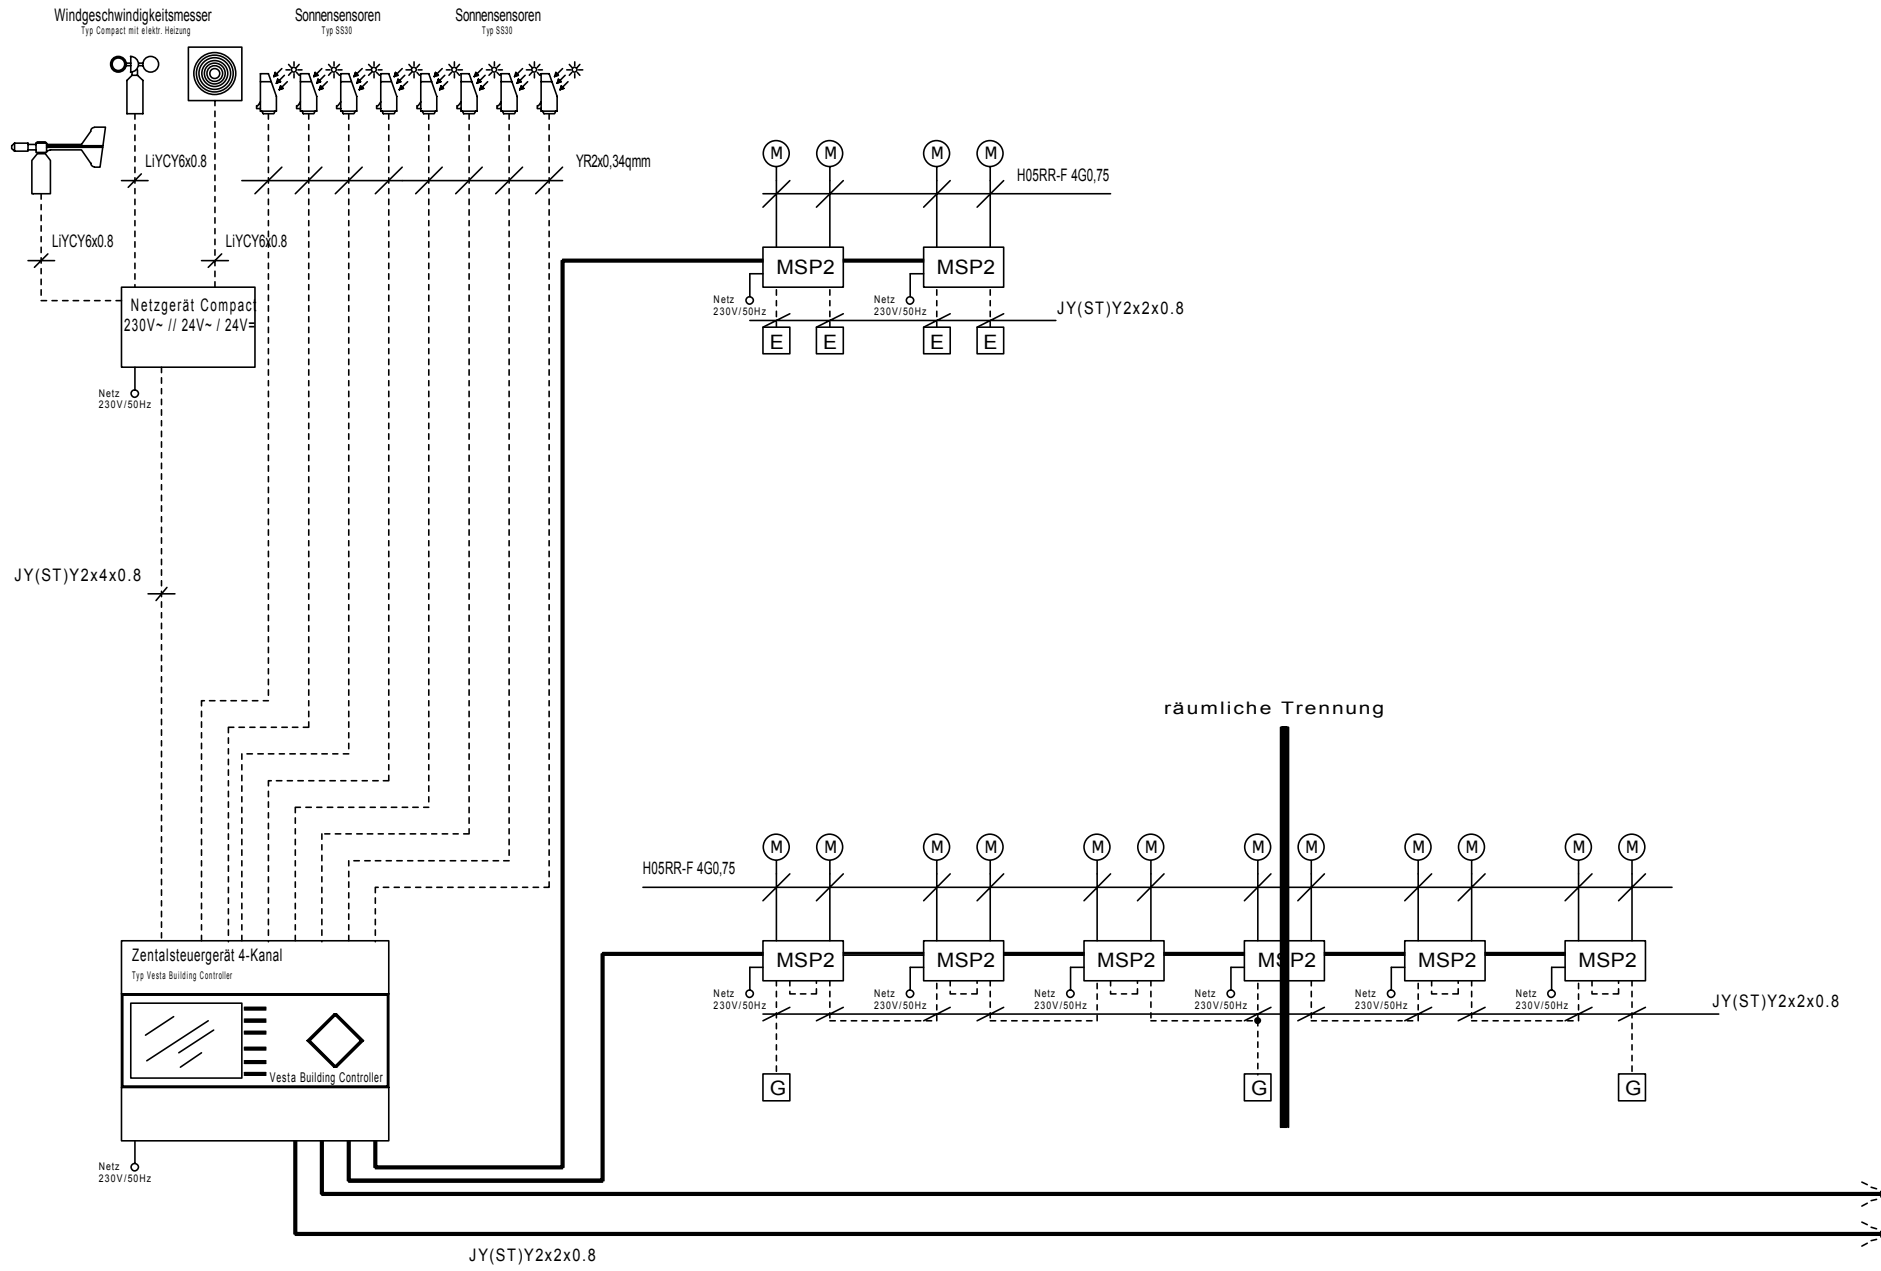 Windgeschwindigkeitsmesser
Typ Compact mit elektr. Heizung
Sonnensensoren
Typ SS30
Sonnensensoren
Typ SS30
LiYCY6x0.8
YR2x0,34qmm
LiYCY6x0.8
LiYCY6x0.8
Netzgerät Compact
230V~ // 24V~ / 24V=
Netz
230V/50Hz
JY(ST)Y2x4x0.8
M
M
M
M
H05RR-F 4G0,75
MSP2
MSP2
Netz
230V/50Hz
Netz
230V/50Hz
JY(ST)Y2x2x0.8
E
E
E
E
räumliche Trennung
M
M
M
M
M
M
M
M
M
M
M
M
H05RR-F 4G0,75
MSP2
MSP2
MSP2
MSP2
MSP2
MSP2
Netz
230V/50Hz
Netz
230V/50Hz
Netz
230V/50Hz
Netz
230V/50Hz
Netz
230V/50Hz
Netz
230V/50Hz
JY(ST)Y2x2x0.8
G
G
G
Zentalsteuergerät 4-Kanal
Typ Vesta Building Controller
Vesta Building Controller
Netz
230V/50Hz
JY(ST)Y2x2x0.8